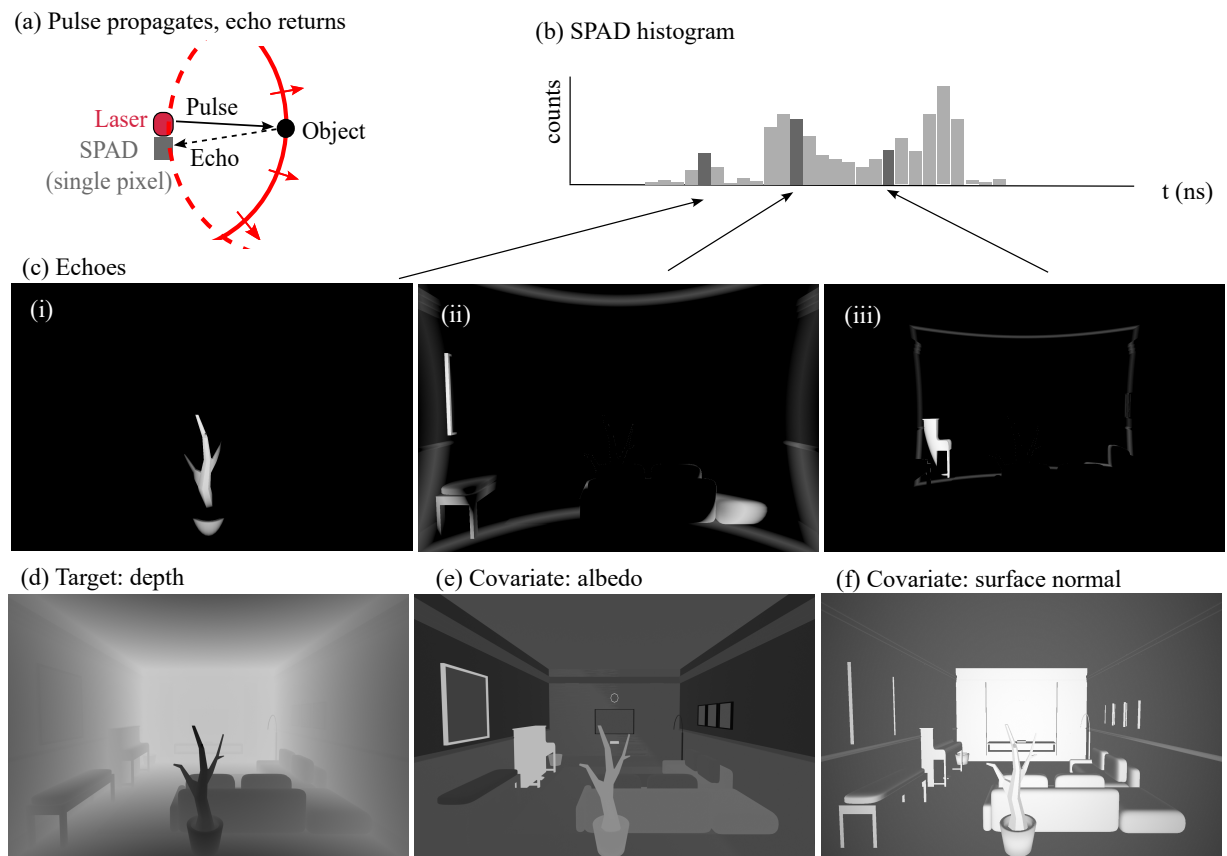 (a) Pulse propagates, echo returns
Laser
Pulse
Object
SPAD
Echo
(single pixel)
(b) SPAD histogram
counts
t (ns)
(c) Echoes
(i)
(ii)
(iii)
(d) Target: depth
(e) Covariate: albedo
(f) Covariate: surface normal